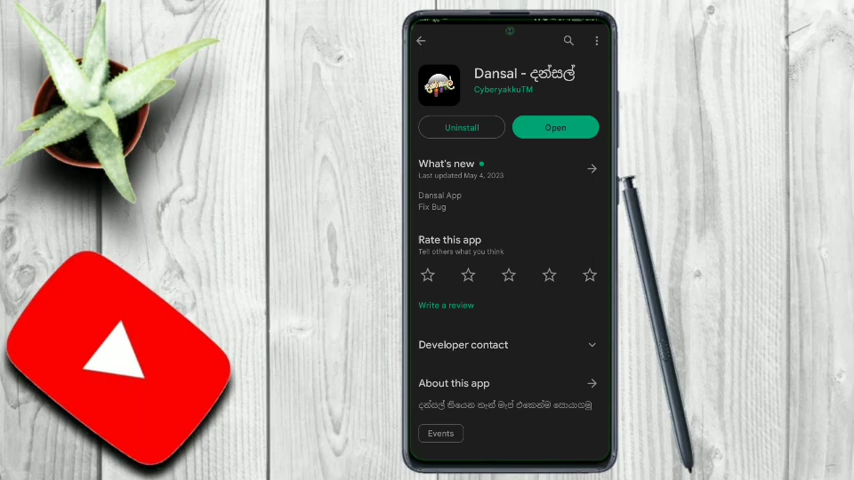 Dansal - දන්සල්
CyberyakkuTM
Uninstall
Open
What's new
Last updated May 4, 2023
Dansal App
Fix Bug
Rate this app
Tell others what you think
Write a review
Developer contact
About this app
දන්සල් තියෙන තැන් මැප් එකෙන්ම සොයාගමු
Events